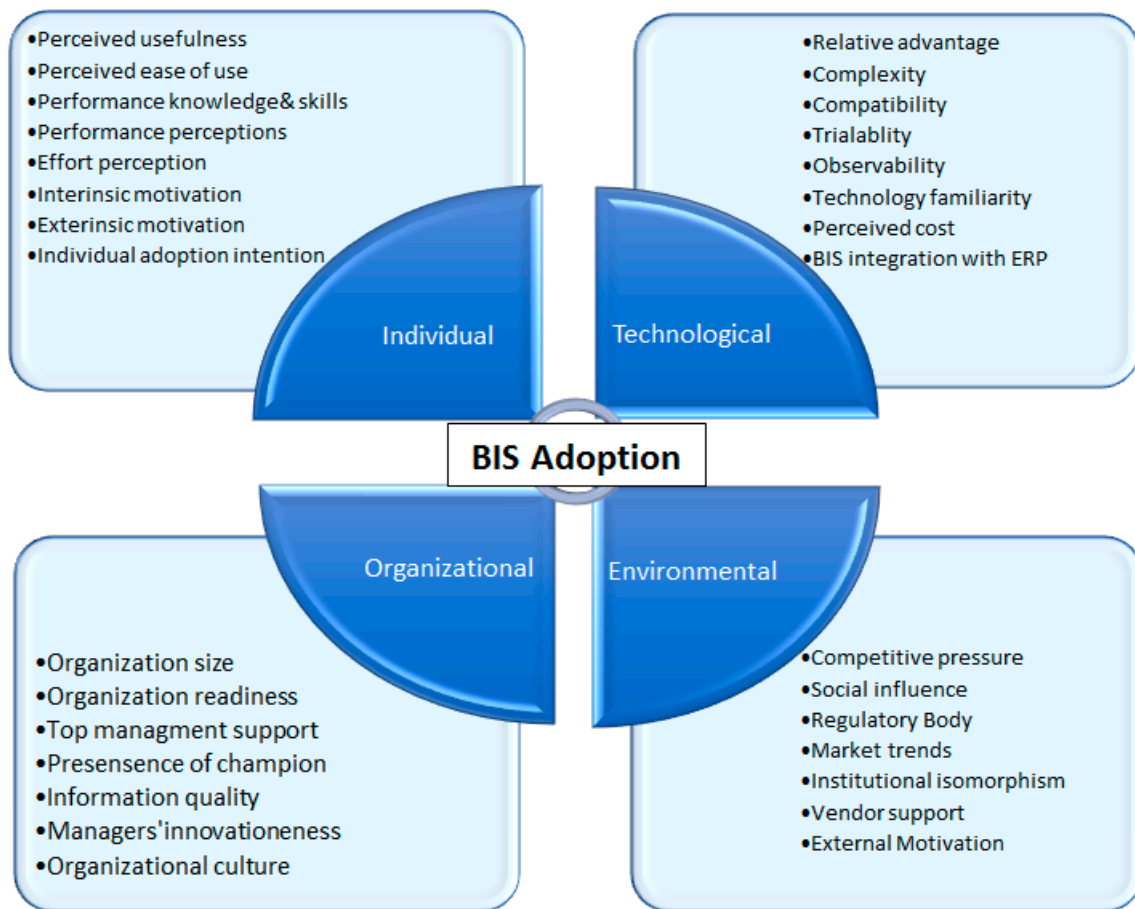 •Perceived usefulness
•Perceived ease of use
•Performance knowledge& skills
•Performance perceptions
•Effort perception
•Interinsic motivation
•Exterinsic motivation
•Individual adoption intention
•Relative advantage
•Complexity
•Compatibility
•Trialablity
•Observability
•Technology familiarity
•Perceived cost
•BIS integration with ERP
Individual
Technological
BIS Adoption
Organizational
Environmental
•Organization size
•Organization readiness
•Top managment support
•Presensence of champion
•Information quality
•Managers'innovationeness
•Organizational culture
•Competitive pressure
•Social influence
•Regulatory Body
•Market trends
•Institutional isomorphism
•Vendor support
•External Motivation